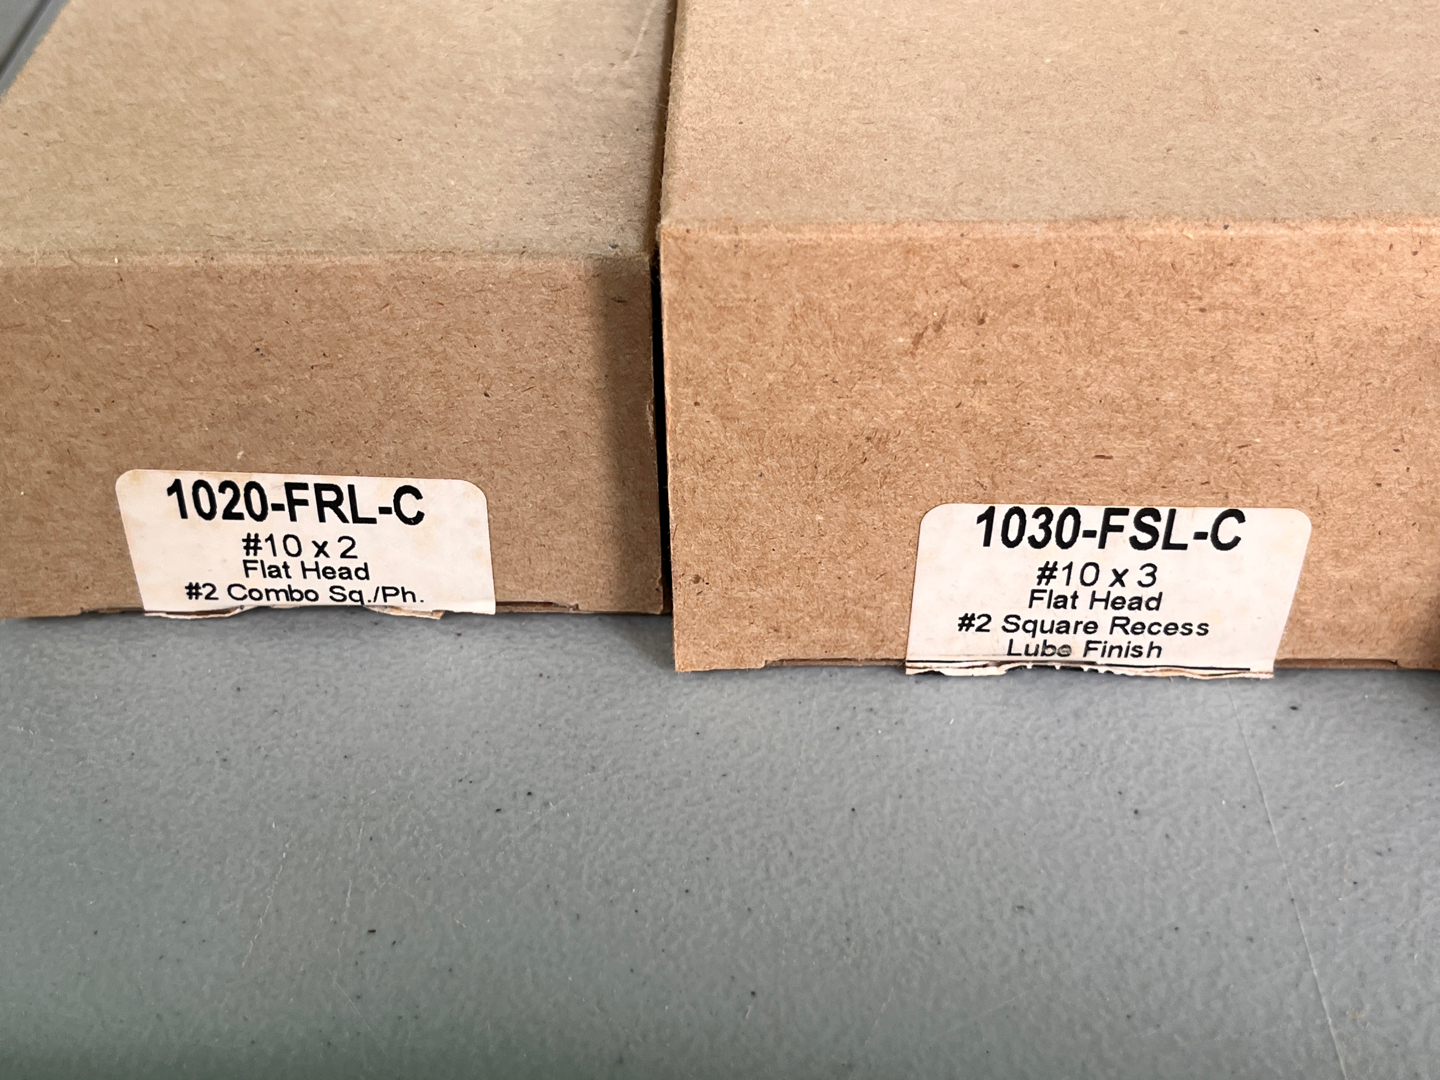 1020-FRL-C
#10 x 2
Flat Head
#2 Combo Sq./Ph.
1030-FSL-C
#10 x 3
Flat Head
#2 Square Recess
Lube Finish